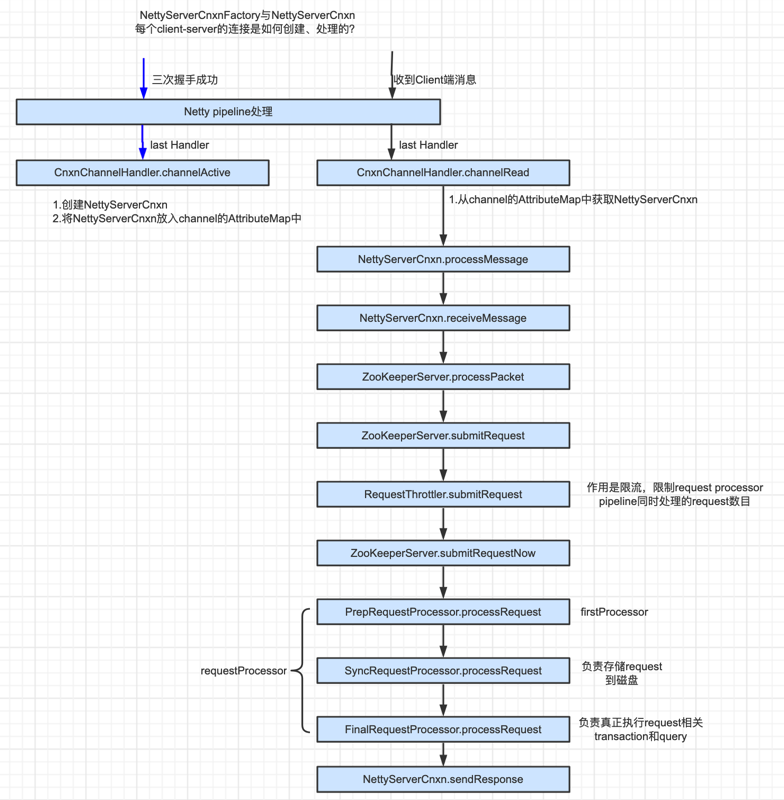 NettyServerCnxnFactory与NettyServerCnxn
每个client-server的连接是如何创建、处理的?
三次握手成功
收到Client端消息
Netty pipeline处理
last Handler
last Handler
CnxnChannelHandler.channelActive
CnxnChannelHandler.channelRead
1.创建NettyServerCnxn
2.将NettyServerCnxn放入channel的AttributeMap中
1.从channel的AttributeMap中获取NettyServerCnxn
NettyServerCnxn.processMessage
NettyServerCnxn.receiveMessage
ZooKeeperServer.processPacket
ZooKeeperServer.submitRequest
RequestThrottler.submitRequest
作用是限流，限制request processor
pipeline同时处理的request数目
ZooKeeperServer.submitRequestNow
PrepRequestProcessor.processRequest
firstProcessor
requestProcessor
SyncRequestProcessor.processRequest
负责存储request
到磁盘
FinalRequestProcessor.processRequest
负责真正执行request相关
transaction和query
NettyServerCnxn.sendResponse